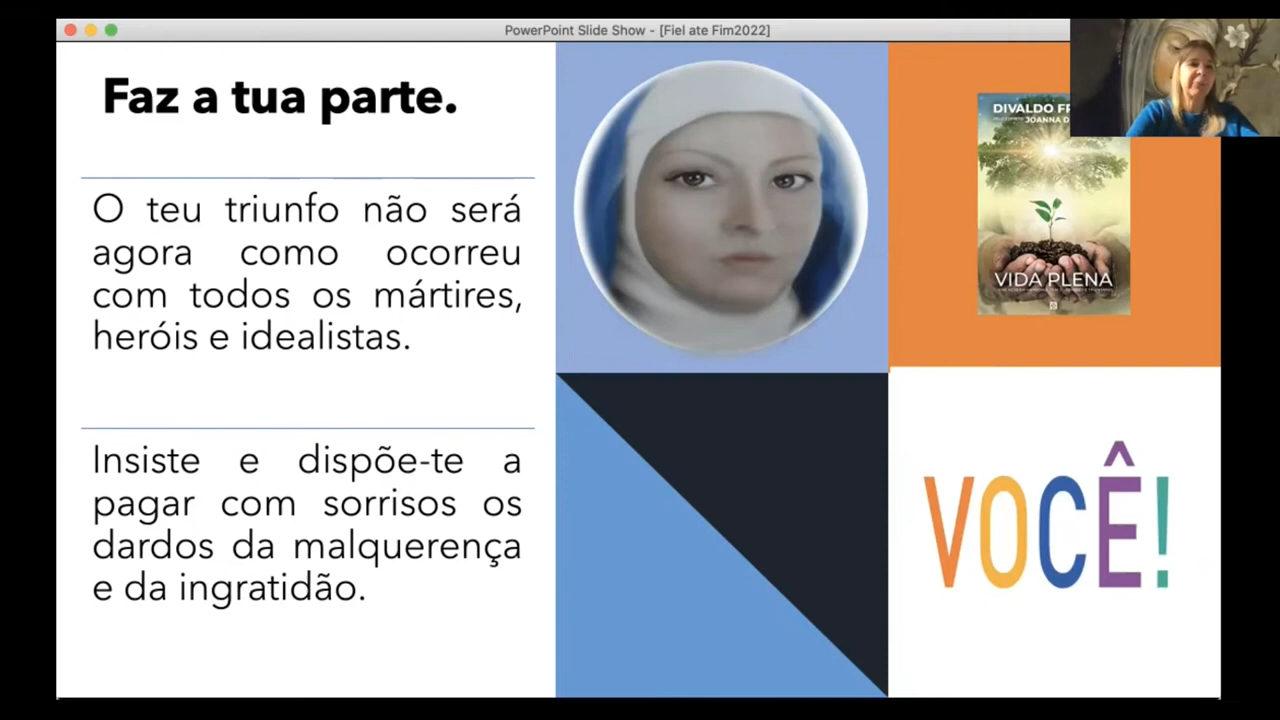 PowerPoint Slide Show - [Fiel ate Fim2022]
Faz a tua parte.
O teu triunfo não será
agora como ocorreu
com todos os mártires,
heróis e idealistas.
Insiste e dispõe-te a
pagar com sorrisos os
dardos da malquerença
e da ingratidão.
DIVALDO
JOANNA
VIDA PLENA
VOCÊ!